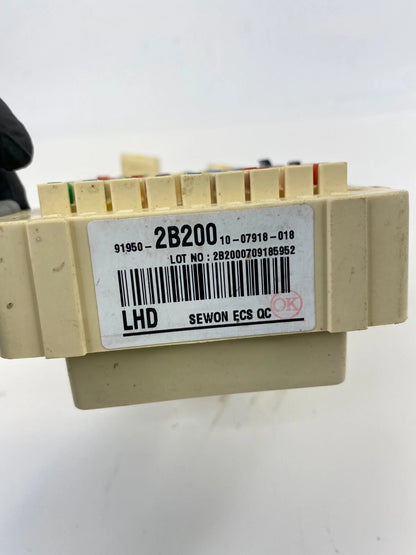 91950- 2B200 10-07918-018
LOT NO : 2B2000709185952
LHD SEWON ECS QC OK